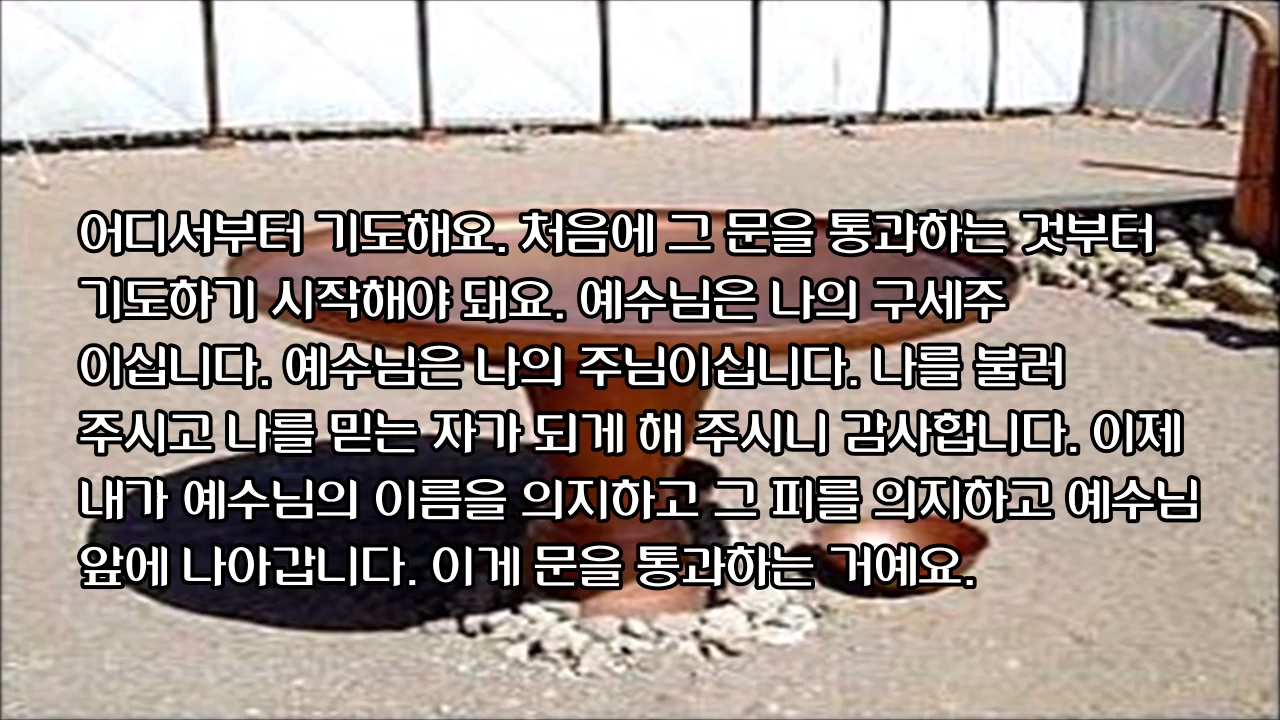 어디서부터 기도해요. 처음에 그 문을 통과하는 것부터
기도하기 시작해야 돼요. 예수님은 나의 구세주
이십니다. 예수님은 나의 주님이십니다. 나를 불러
주시고 나를 믿는 자가 되게 해 주시니 감사합니다. 이제
내가 예수님의 이름을 의지하고 그 피를 의지하고 예수님
앞에 나아갑니다. 이게 문을 통과하는 거예요.